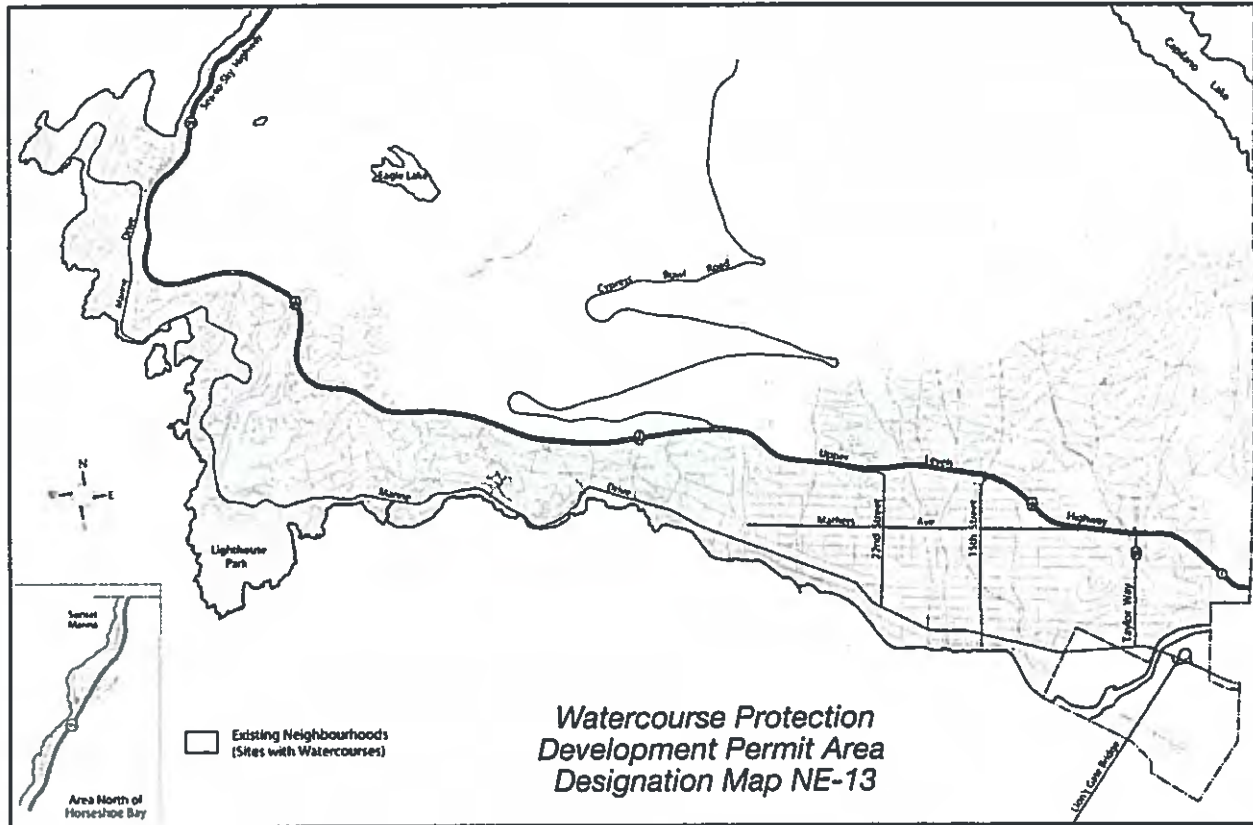 Sea-to-Sky Highway
Capilano
Lake
Eagle Lake
Drive
Marine
Cypress Bowl Road
Upper Levels
Highway
N
E
Marine Drive
Mathers Ave
22nd Street
15th Street
Taylor Way
Lighthouse
Park
Sunset
Marina
Area North of
Horseshoe Bay
Existing Neighbourhoods
(Sites with Watercourses)
Watercourse Protection
Development Permit Area
Designation Map NE-13
Lion's Gate Bridge